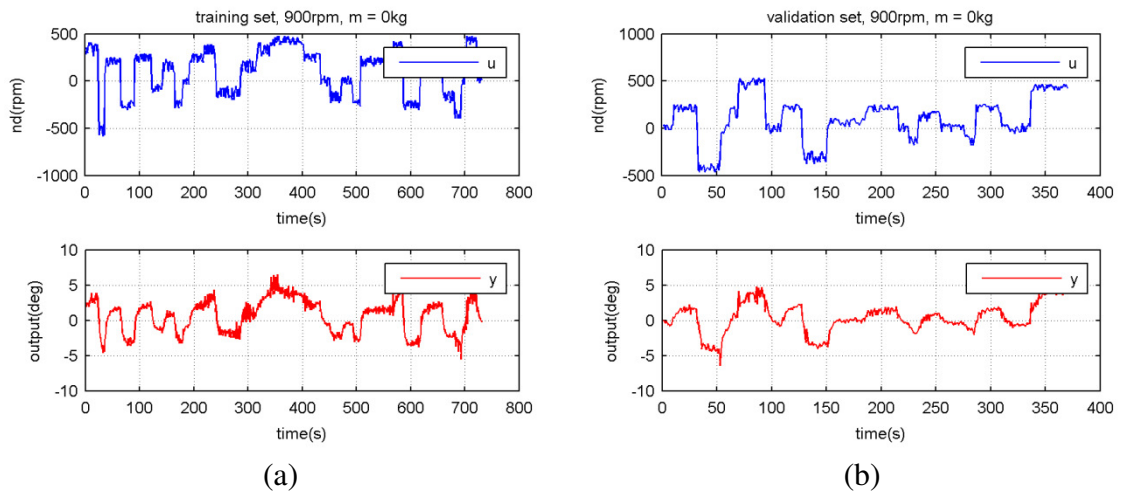 training set, 900rpm, m = 0kg
500
0
-500
-1000
nd(rpm)
u
0 100 200 300 400 500 600 700 800
time(s)
10
5
0
-5
-10
output(deg)
y
0 100 200 300 400 500 600 700 800
time(s)
(a)
validation set, 900rpm, m = 0kg
1000
500
0
-500
nd(rpm)
u
0 50 100 150 200 250 300 350 400
time(s)
10
5
0
-5
-10
output(deg)
y
0 50 100 150 200 250 300 350 400
time(s)
(b)